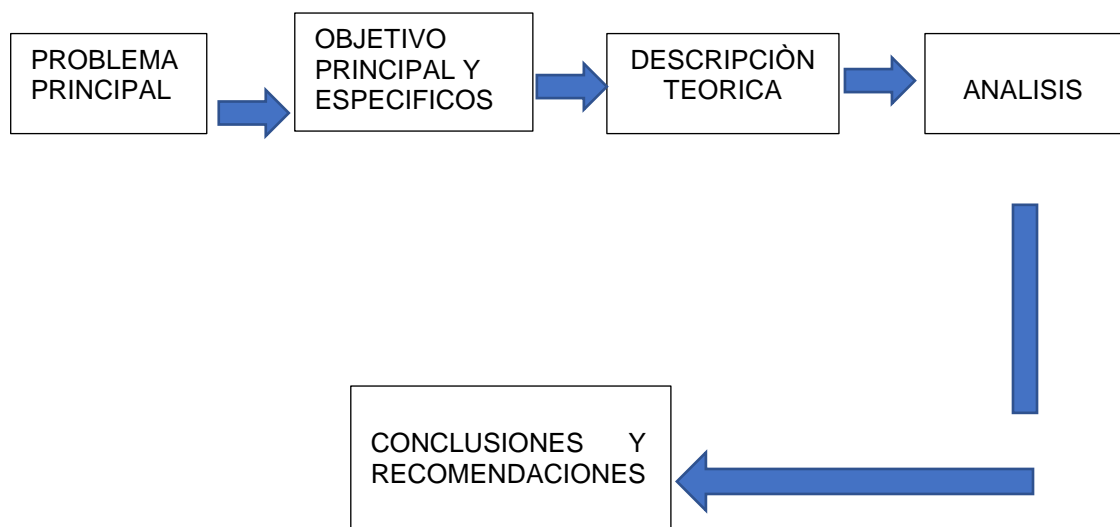 PROBLEMA
PRINCIPAL
OBJETIVO
PRINCIPAL Y
ESPECIFICOS
DESCRIPCIÒN
TEORICA
ANALISIS
CONCLUSIONES Y
RECOMENDACIONES